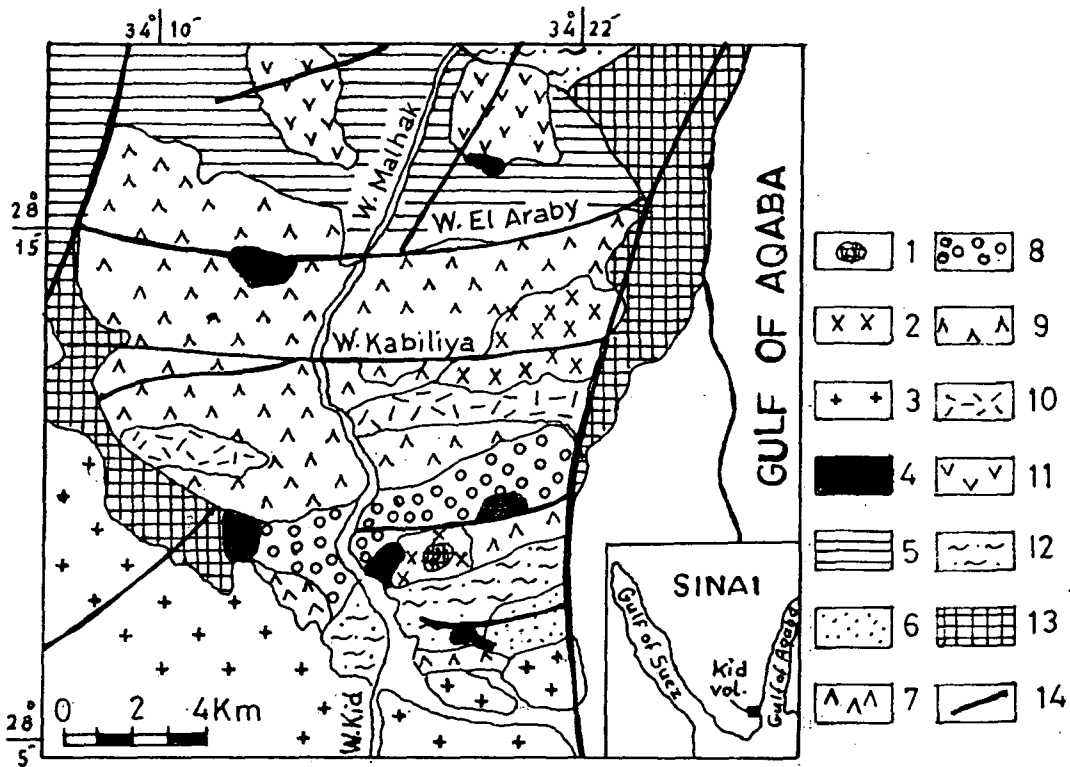 34° 10'
34° 22'
W. Malhak
W. El Araby
28°
15'
W. Kabiliya
GULF OF AQABA
1
8
2
9
3
10
4
11
5
12
6
13
7
14
SINAI
Gulf of Suez
Kid
vol.
Gulf of Aqaba
W. Kid
0 2 4Km
28°
5'